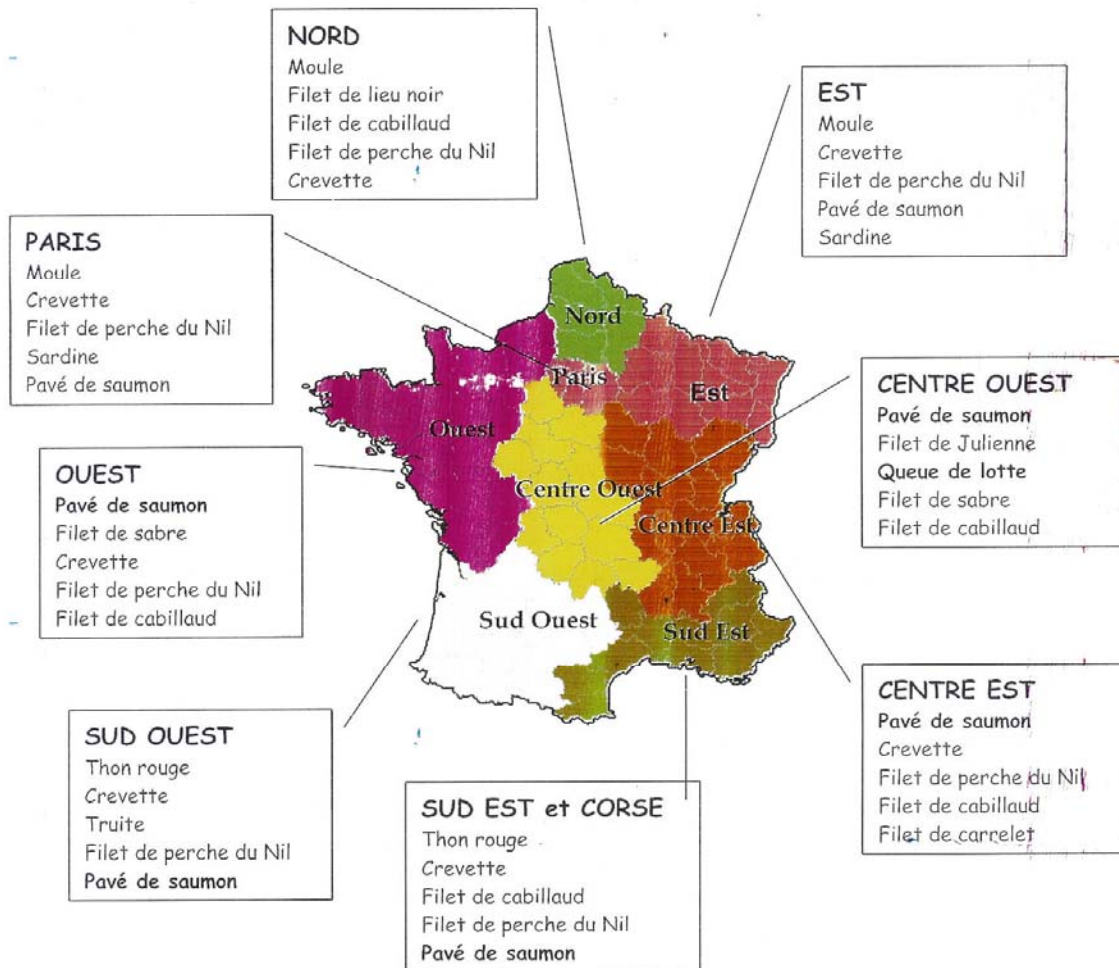 NORD
Moule
Filet de lieu noir
Filet de cabillaud
Filet de perche du Nil
Crevette
EST
Moule
Crevette
Filet de perche du Nil
Pavé de saumon
Sardine
PARIS
Moule
Crevette
Filet de perche du Nil
Sardine
Pavé de saumon
Nord
Paris
Est
Ouest
Centre Ouest
Centre Est
Sud Ouest
Sud Est
CENTRE OUEST
Pavé de saumon
Filet de Julienne
Queue de lotte
Filet de sabre
Filet de cabillaud
OUEST
Pavé de saumon
Filet de sabre
Crevette
Filet de perche du Nil
Filet de cabillaud
CENTRE EST
Pavé de saumon
Crevette
Filet de perche du Nil
Filet de cabillaud
Filet de carrelet
SUD OUEST
Thon rouge
Crevette
Truite
Filet de perche du Nil
Pavé de saumon
SUD EST et CORSE
Thon rouge
Crevette
Filet de cabillaud
Filet de perche du Nil
Pavé de saumon